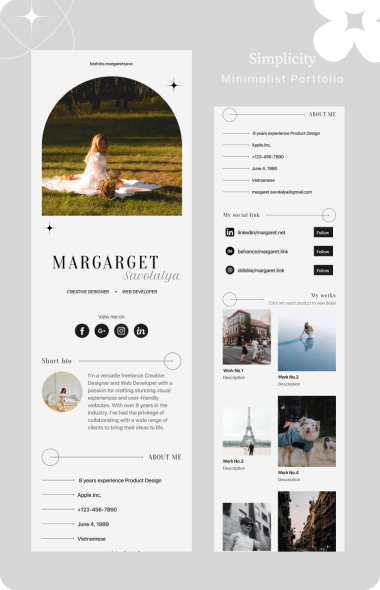 Simplicity
Minimalist Portfolio
biofolio.margaretsavo
MARGARGET
Savolalya
CREATIVE DESIGNER • WEB DEVELOPER
View me on
f G+ in
Short bio
I'm a versatile freelance Creative
Designer and Web Developer with a
passion for crafting stunning visual
experiences and user-friendly
websites. With over 8 years in the
industry, I've had the privilege of
collaborating with a wide range of
clients to bring their ideas to life.
ABOUT ME
8 years experience Product Design
Apple.Inc,
+123-456-7890
June 4, 1999
Vietnamese
ABOUT ME
8 years experience Product Design
Apple.Inc,
+123-456-7890
June 4, 1990
Vietnamese
margaret.savolalya@gmail.com
My social link
in linkedin/margaret.net Follow
behance/margaret.link Follow
dribble/margaret.link Follow
My works
Click into each product to view detail
Work No.1
Description
Work No.2
Description
Work No.3
Description
Work No.4
Description